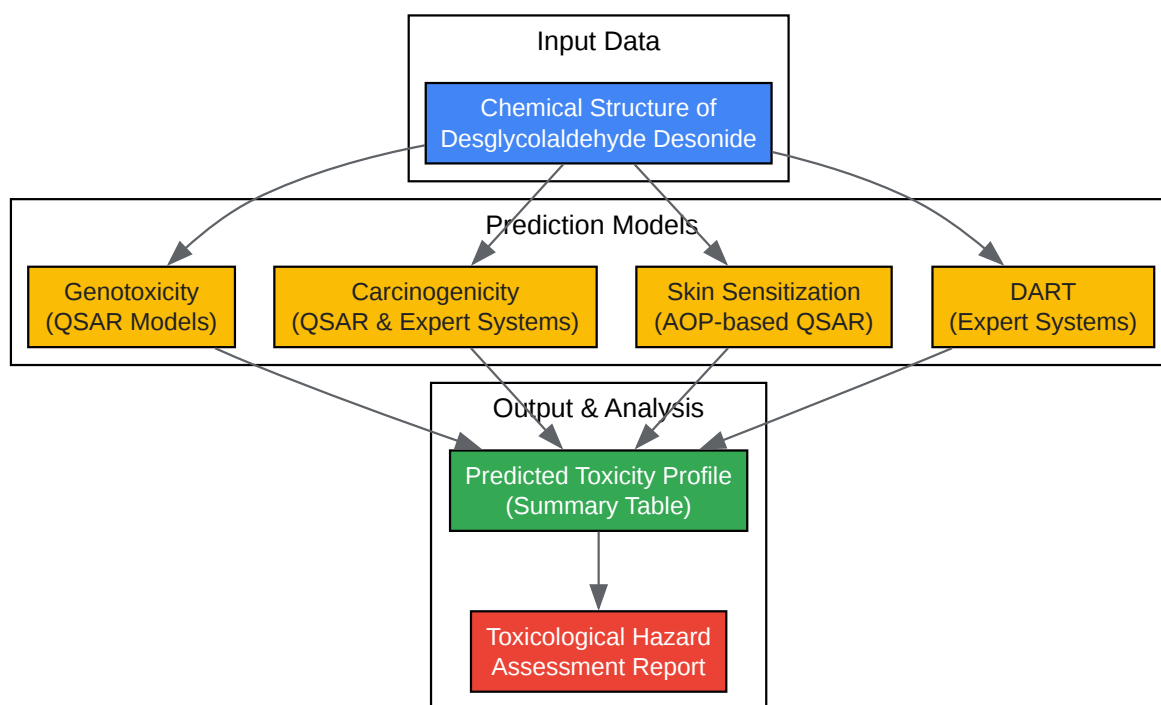 Input Data
Chemical Structure of
Desglycolaldehyde Desonide
Prediction Models
Genotoxicity
(QSAR Models)
Carcinogenicity
(QSAR & Expert Systems)
Skin Sensitization
(AOP-based QSAR)
DART
(Expert Systems)
Output & Analysis
Predicted Toxicity Profile
(Summary Table)
Toxicological Hazard
Assessment Report